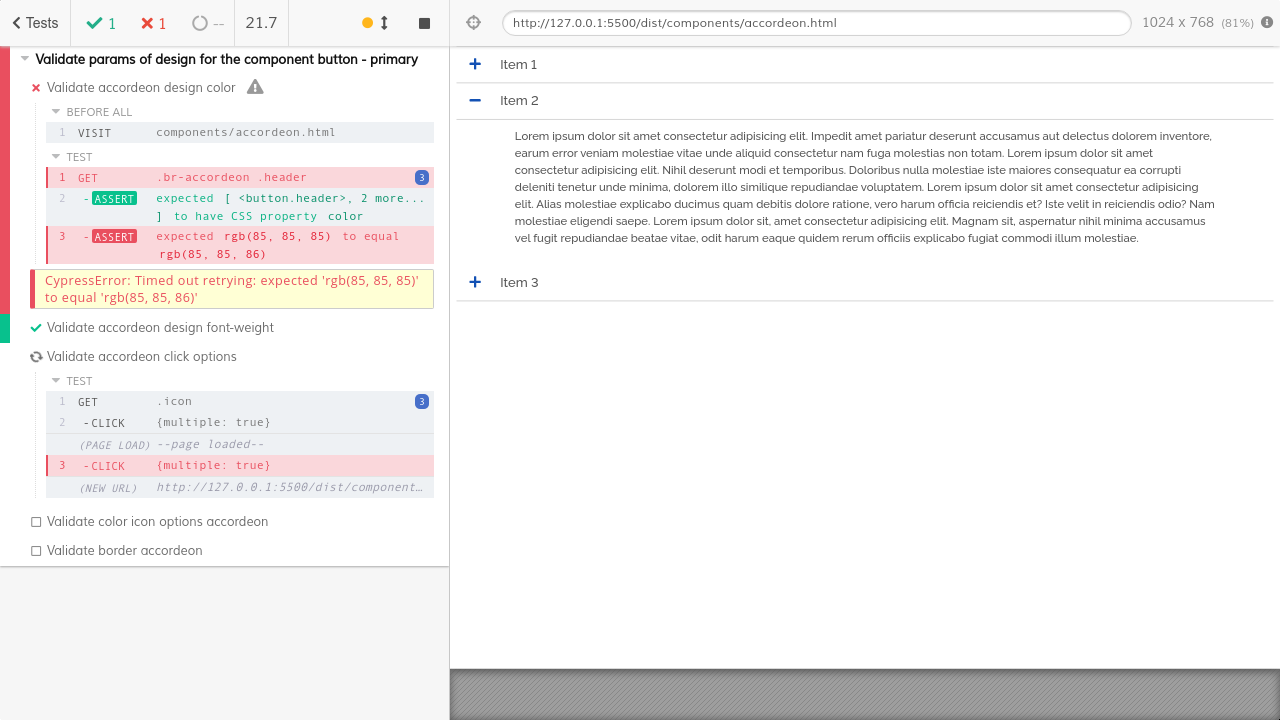 Tests
1
1
--
21.7
Validate params of design for the component button - primary
Validate accordeon design color
BEFORE ALL
1 VISIT components/accordeon.html
TEST
1 GET .br-accordeon .header 3
2 -ASSERT expected [ <button.header>, 2 more...
] to have CSS property color
3 -ASSERT expected rgb(85, 85, 85) to equal
rgb(85, 85, 86)
CypressError: Timed out retrying: expected 'rgb(85, 85, 85)'
to equal 'rgb(85, 85, 86)'
Validate accordeon design font-weight
Validate accordeon click options
TEST
1 GET .icon 3
2 -CLICK {multiple: true}
(PAGE LOAD) --page loaded--
3 -CLICK {multiple: true}
(NEW URL) http://127.0.0.1:5500/dist/component…
Validate color icon options accordeon
Validate border accordeon
http://127.0.0.1:5500/dist/components/accordeon.html
1024 x 768 (81%)
Item 1
Item 2
Lorem ipsum dolor sit amet consectetur adipisicing elit. Impedit amet pariatur deserunt accusamus aut delectus dolorem inventore,
earum error veniam molestiae vitae unde aliquid consectetur nam fuga molestias non totam. Lorem ipsum dolor sit amet
consectetur adipisicing elit. Nihil deserunt modi et temporibus. Doloribus nulla molestiae iste maiores consequatur ea corrupti
deleniti tenetur unde minima, dolorem illo similique repudiandae voluptatem. Lorem ipsum dolor sit amet consectetur adipisicing
elit. Alias molestiae explicabo ducimus quam debitis dolore ratione, vero harum officia reiciendis et? Iste velit in reiciendis odio? Nam
molestiae eligendi saepe. Lorem ipsum dolor sit, amet consectetur adipisicing elit. Magnam sit, aspernatur nihil minima accusamus
vel fugit repudiandae beatae vitae, odit harum eaque quidem rerum officiis explicabo fugiat commodi illum molestiae.
Item 3